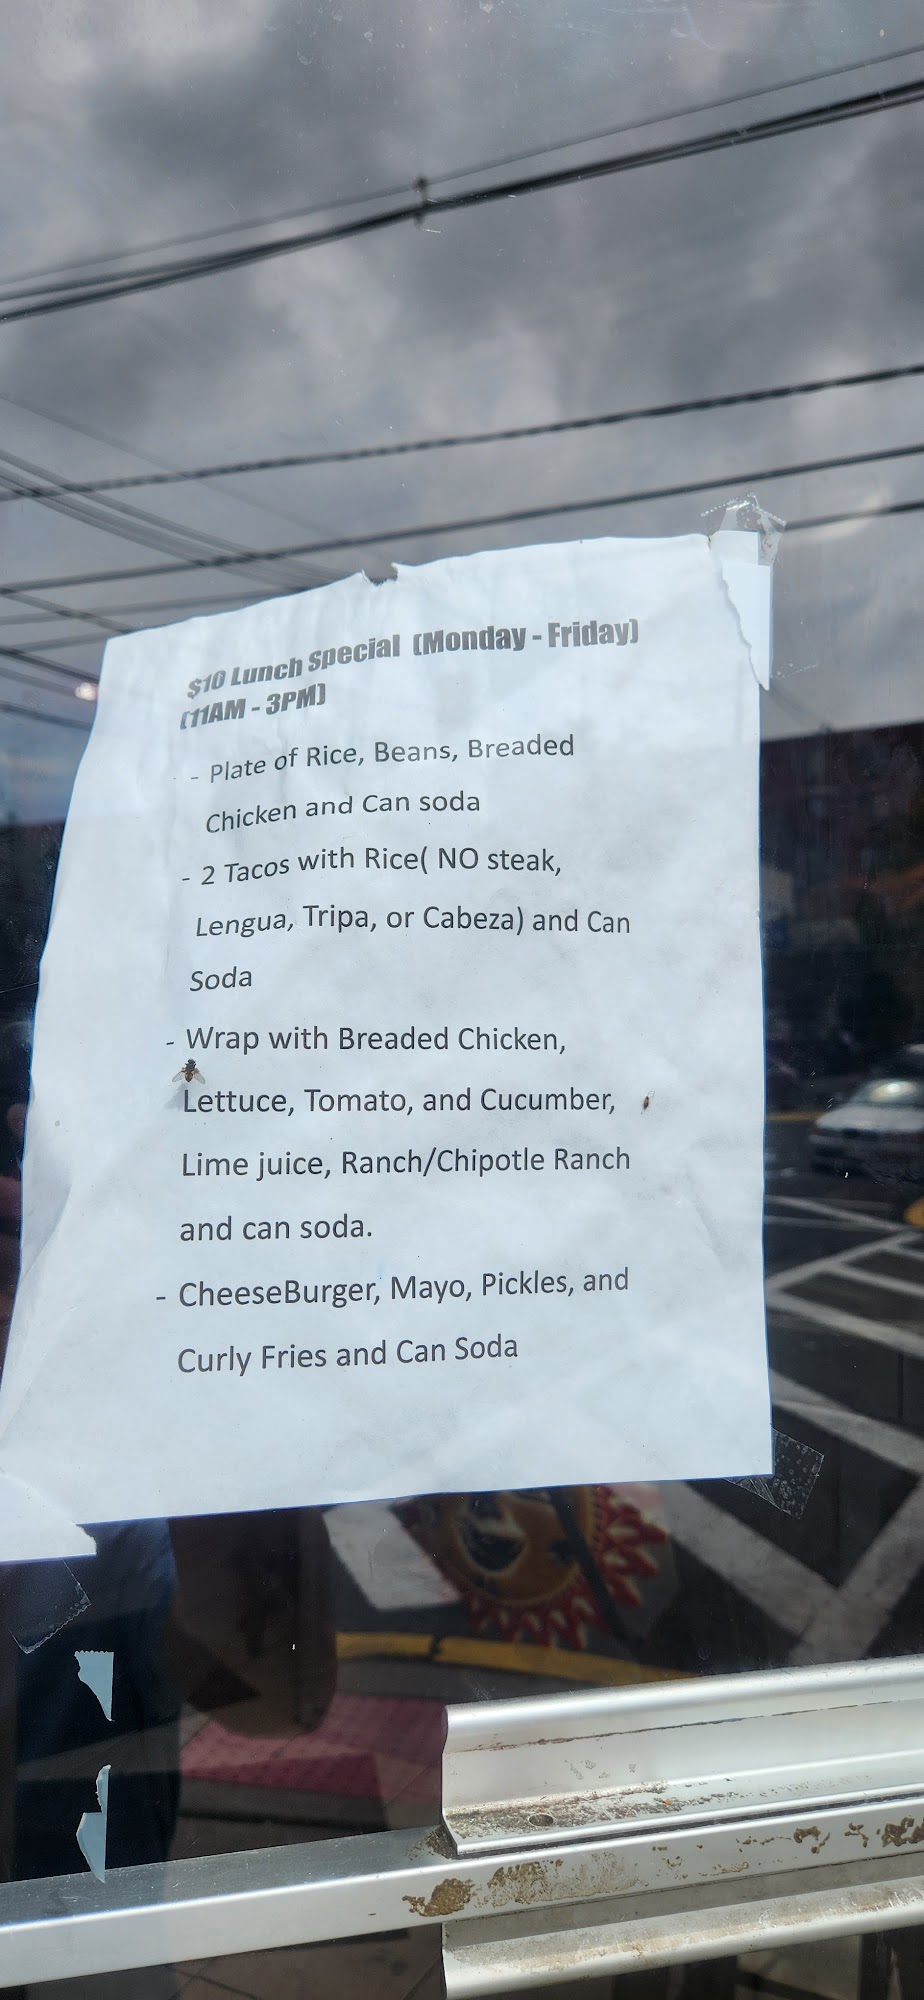 $10 Lunch Special (Monday - Friday)
(11AM - 3PM)
- Plate of Rice, Beans, Breaded
Chicken and Can soda
- 2 Tacos with Rice( NO steak,
Lengua, Tripa, or Cabeza) and Can
Soda
- Wrap with Breaded Chicken,
Lettuce, Tomato, and Cucumber,
Lime juice, Ranch/Chipotle Ranch
and can soda.
- CheeseBurger, Mayo, Pickles, and
Curly Fries and Can Soda